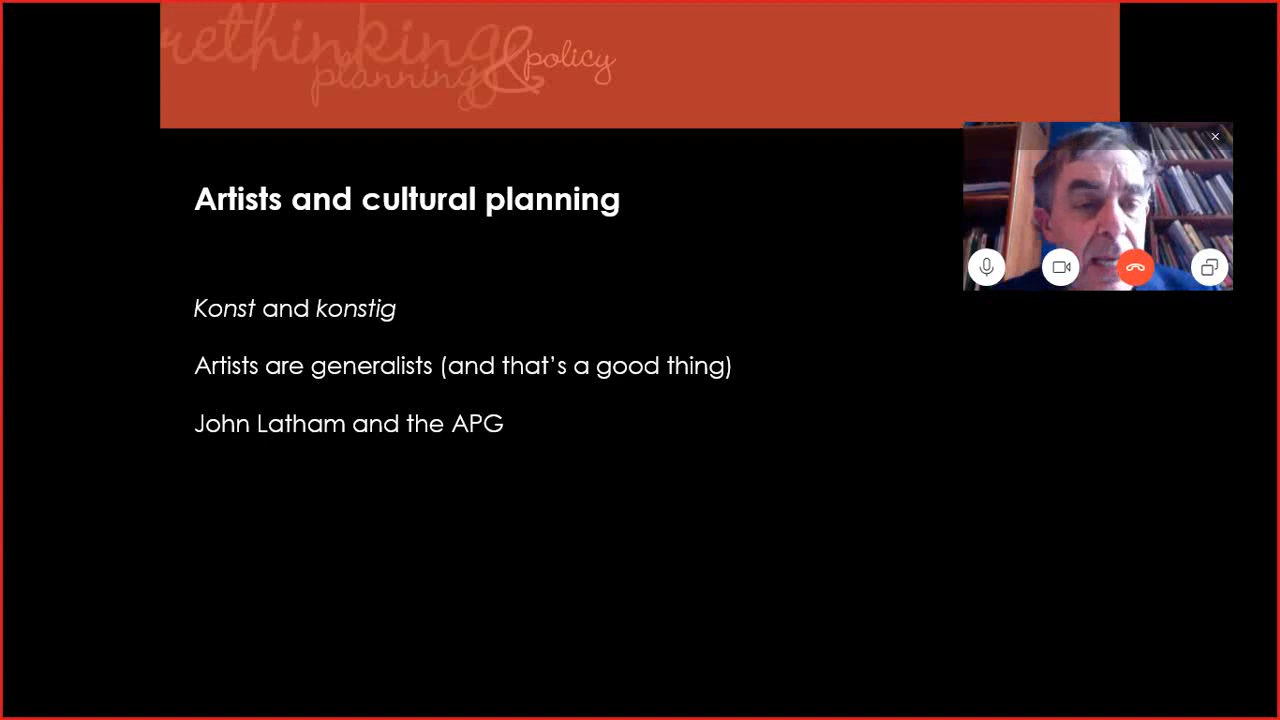 rethinking
planning & policy
Artists and cultural planning
Konst and konstig
Artists are generalists (and that’s a good thing)
John Latham and the APG